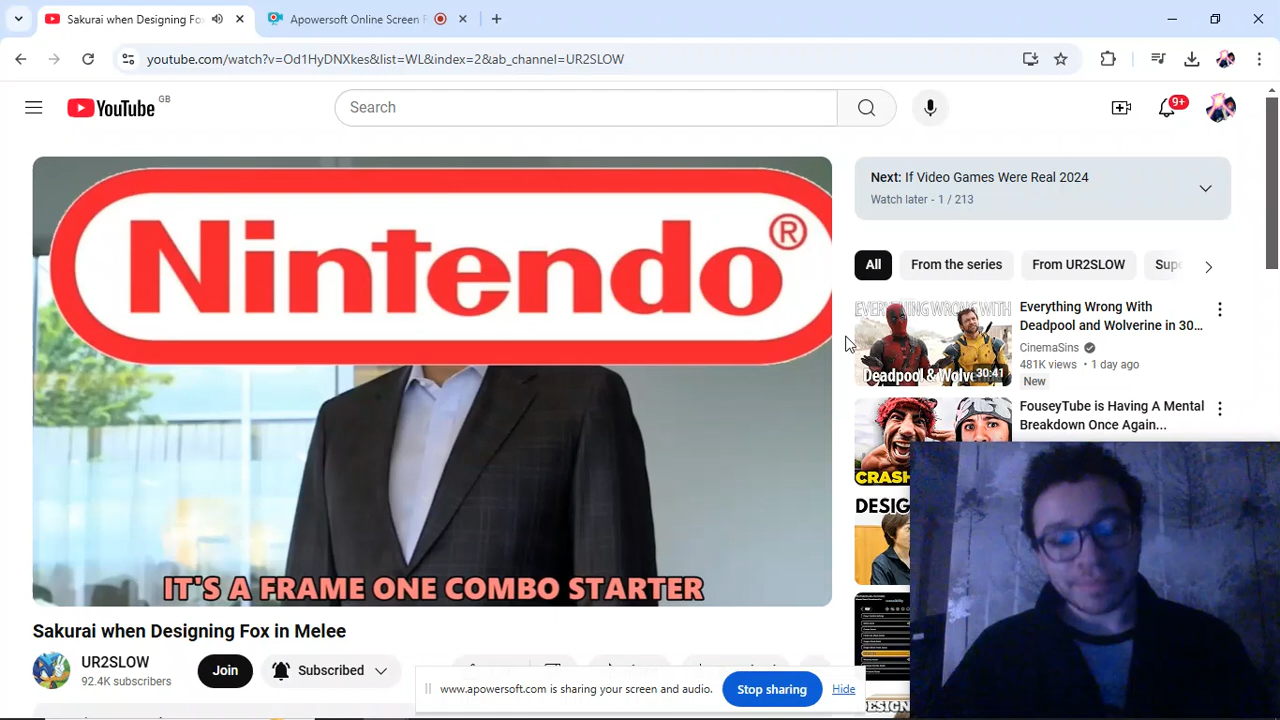 Sakurai when Designing Fo
Apowersoft Online Screen
youtube.com/watch?v=Od1HyDNXkes&list=WL&index=2&ab_channel=UR2SLOW
YouTube GB
Search
9+
Nintendo®
IT'S A FRAME ONE COMBO STARTER
Next: If Video Games Were Real 2024
Watch later - 1 / 213
All
From the series
From UR2SLOW
EVERYTHING WRONG WITH
Deadpool &
30:41
Everything Wrong With
Deadpool and Wolverine in 30...
CinemaSins
481K views • 1 day ago
New
CRASH
FouseyTube is Having A Mental
Breakdown Once Again...
Sakurai when Designing Fox in Melee
UR2SLOW
92.4K subscribers
Join
Subscribed
www.apowersoft.com is sharing your screen and audio.
Stop sharing
Hide